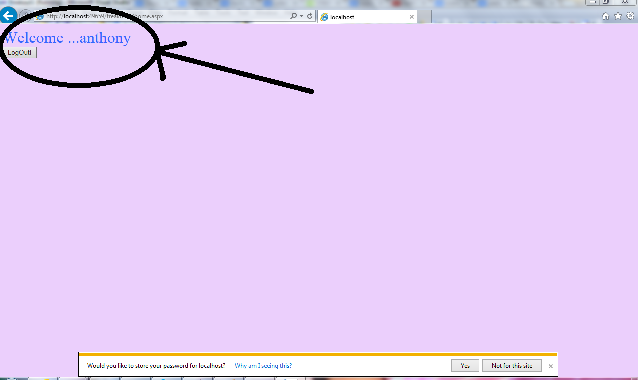 localhost
Welcome ...anthony
LogOut!
Would you like to store your password for localhost? Why am I seeing this? Yes Not for this site